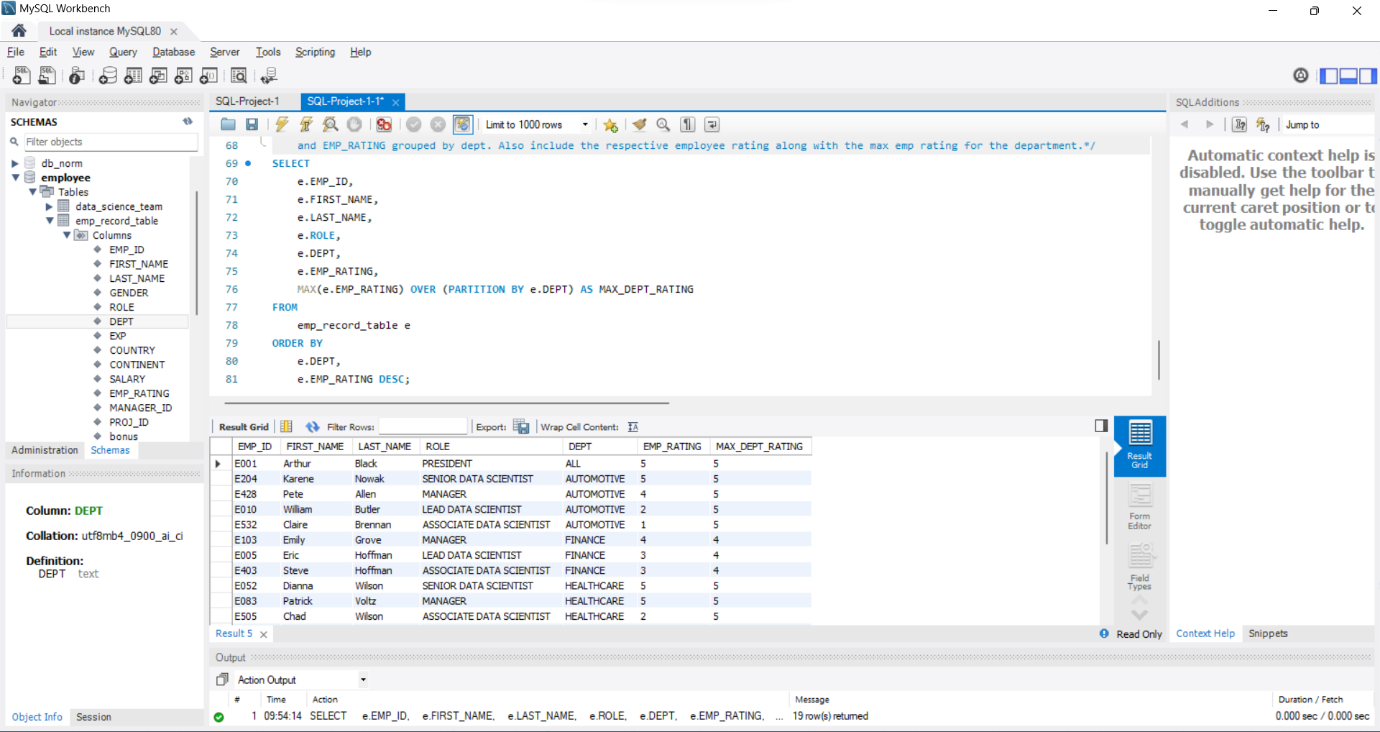 MySQL Workbench
Local instance MySQL80
File Edit View Query Database Server Tools Scripting Help
Navigator
SCHEMAS
Filter objects
db_norm
employee
Tables
data_science_team
emp_record_table
Columns
EMP_ID
FIRST_NAME
LAST_NAME
GENDER
ROLE
DEPT
EXP
COUNTRY
CONTINENT
SALARY
EMP_RATING
MANAGER_ID
PROJ_ID
bonus
Administration Schemas
Information
Column: DEPT
Collation: utf8mb4_0900_ai_ci
Definition:
DEPT text
Object Info Session
SQL-Project-1 SQL-Project-1-1*
Limit to 1000 rows
68 and EMP_RATING grouped by dept. Also include the respective employee rating along with the max emp rating for the department.*/
69 SELECT
70 e.EMP_ID,
71 e.FIRST_NAME,
72 e.LAST_NAME,
73 e.ROLE,
74 e.DEPT,
75 e.EMP_RATING,
76 MAX(e.EMP_RATING) OVER (PARTITION BY e.DEPT) AS MAX_DEPT_RATING
77 FROM
78 emp_record_table e
79 ORDER BY
80 e.DEPT,
81 e.EMP_RATING DESC;
Result Grid Filter Rows: Export: Wrap Cell Content:
EMP_ID FIRST_NAME LAST_NAME ROLE DEPT EMP_RATING MAX_DEPT_RATING
E001 Arthur Black PRESIDENT ALL 5 5
E204 Karene Nowak SENIOR DATA SCIENTIST AUTOMOTIVE 5 5
E428 Pete Allen MANAGER AUTOMOTIVE 4 5
E010 William Butler LEAD DATA SCIENTIST AUTOMOTIVE 2 5
E532 Claire Brennan ASSOCIATE DATA SCIENTIST AUTOMOTIVE 1 5
E103 Emily Grove MANAGER FINANCE 4 4
E005 Eric Hoffman LEAD DATA SCIENTIST FINANCE 3 4
E403 Steve Hoffman ASSOCIATE DATA SCIENTIST FINANCE 3 4
E052 Dianna Wilson SENIOR DATA SCIENTIST HEALTHCARE 5 5
E083 Patrick Voltz MANAGER HEALTHCARE 5 5
E505 Chad Wilson ASSOCIATE DATA SCIENTIST HEALTHCARE 2 5
Result
Grid
Form
Editor
Field
Types
Result 5
Read Only
SQLAdditions
Jump to
Automatic context help is
disabled. Use the toolbar t
manually get help for the
current caret position or to
toggle automatic help.
Context Help Snippets
Output
Action Output
# Time Action Message Duration / Fetch
1 09:54:14 SELECT e.EMP_ID, e.FIRST_NAME, e.LAST_NAME, e.ROLE, e.DEPT, e.EMP_RATING, ... 19 row(s) returned 0.000 sec / 0.000 sec